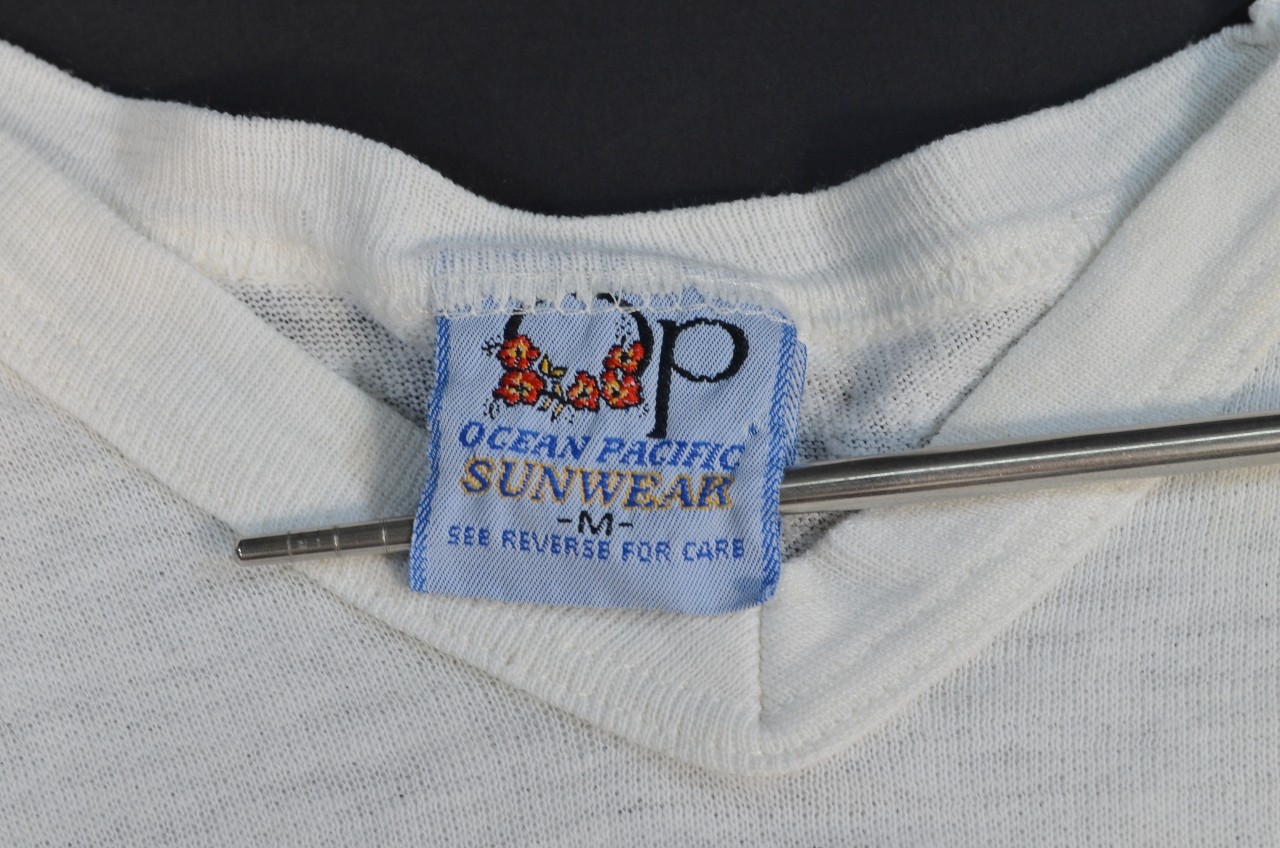 Op
OCEAN PACIFIC
SUNWEAR
-M-
SEE REVERSE FOR CARE